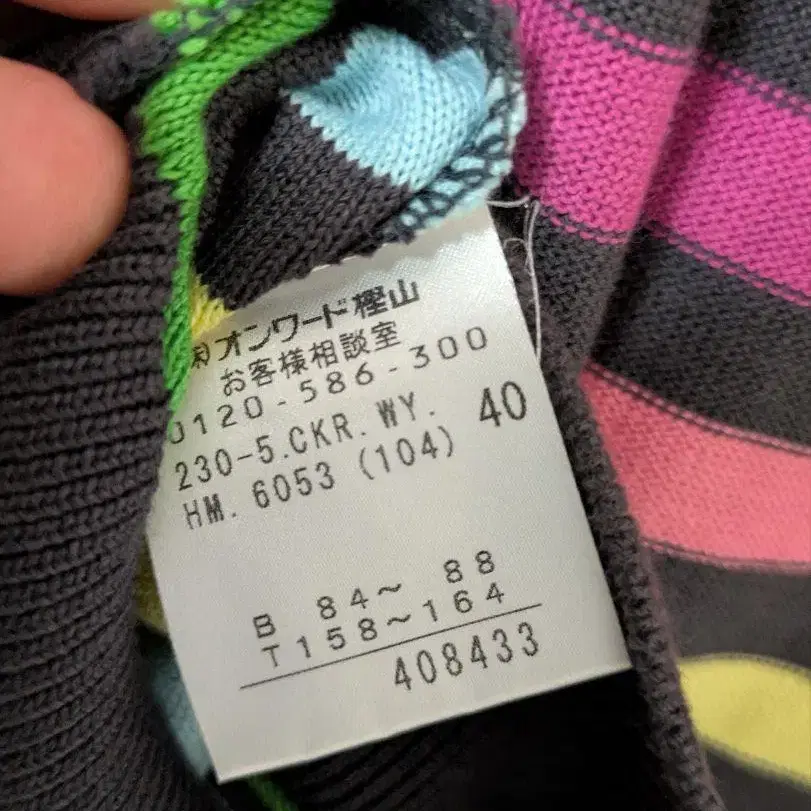 ㈱オンワード樫山
お客様相談室
0120-586-300
230-5.CKR.WY. 40
HM. 6053 (104)
B 84～ 88
T158～164
408433